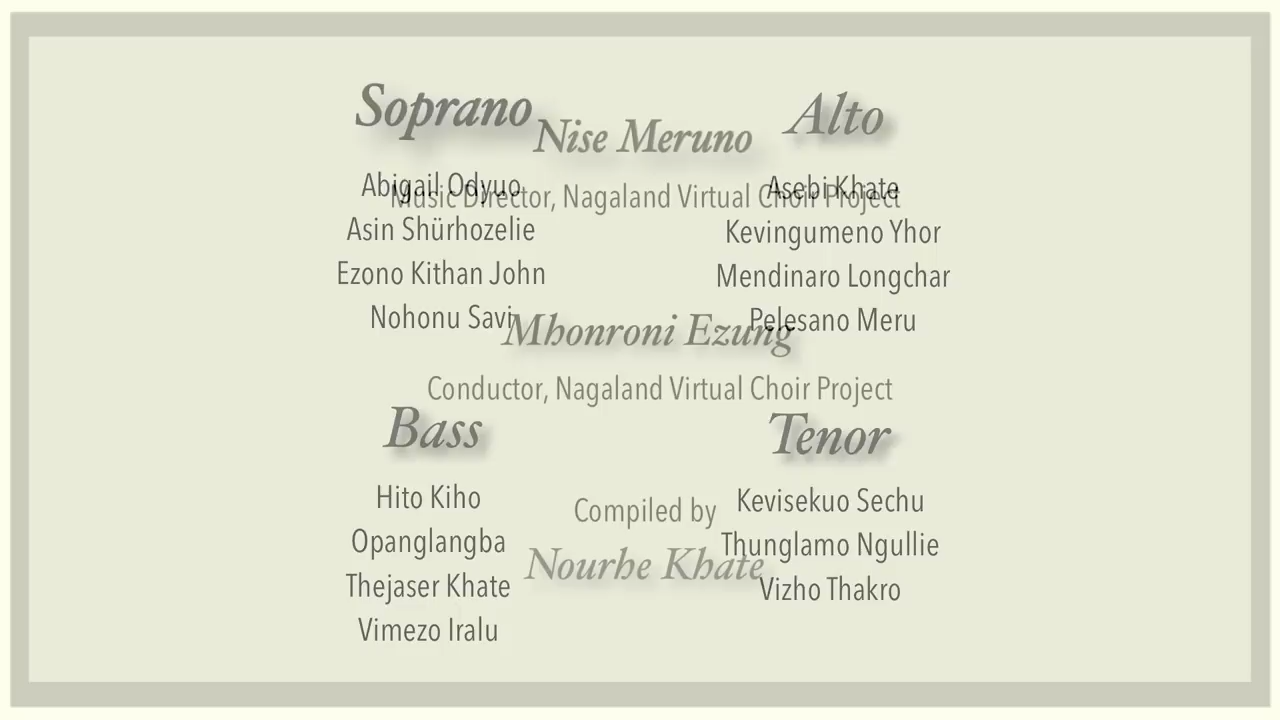 Soprano
Abigail Odyuo
Asin Shürhozelie
Ezono Kithan John
Nohonu Savi
Alto
Asebi Khate
Kevingumeno Yhor
Mendinaro Longchar
Pelesano Meru
Bass
Hito Kiho
Opanglangba
Thejaser Khate
Vimezo Iralu
Tenor
Kevisekuo Sechu
Thunglamo Ngullie
Vizho Thakro
Nise Meruno
Music Director, Nagaland Virtual Choir Project
Mhonroni Ezung
Conductor, Nagaland Virtual Choir Project
Compiled by
Nourhe Khate